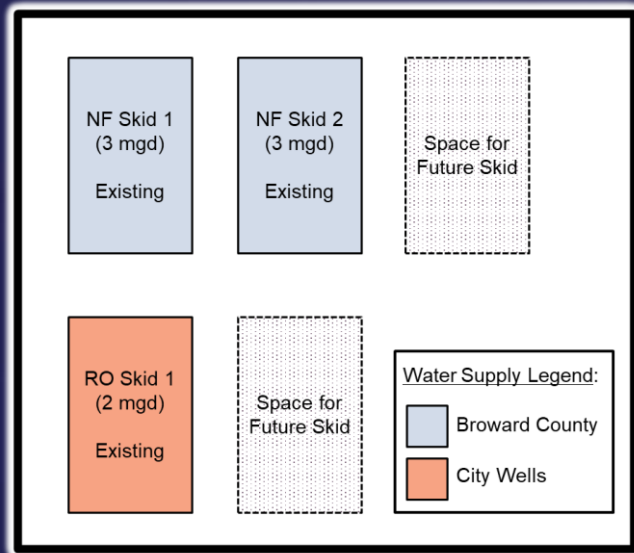 NF Skid 1
(3 mgd)
Existing
NF Skid 2
(3 mgd)
Existing
Space for
Future Skid
RO Skid 1
(2 mgd)
Existing
Space for
Future Skid
Water Supply Legend:
Broward County
City Wells